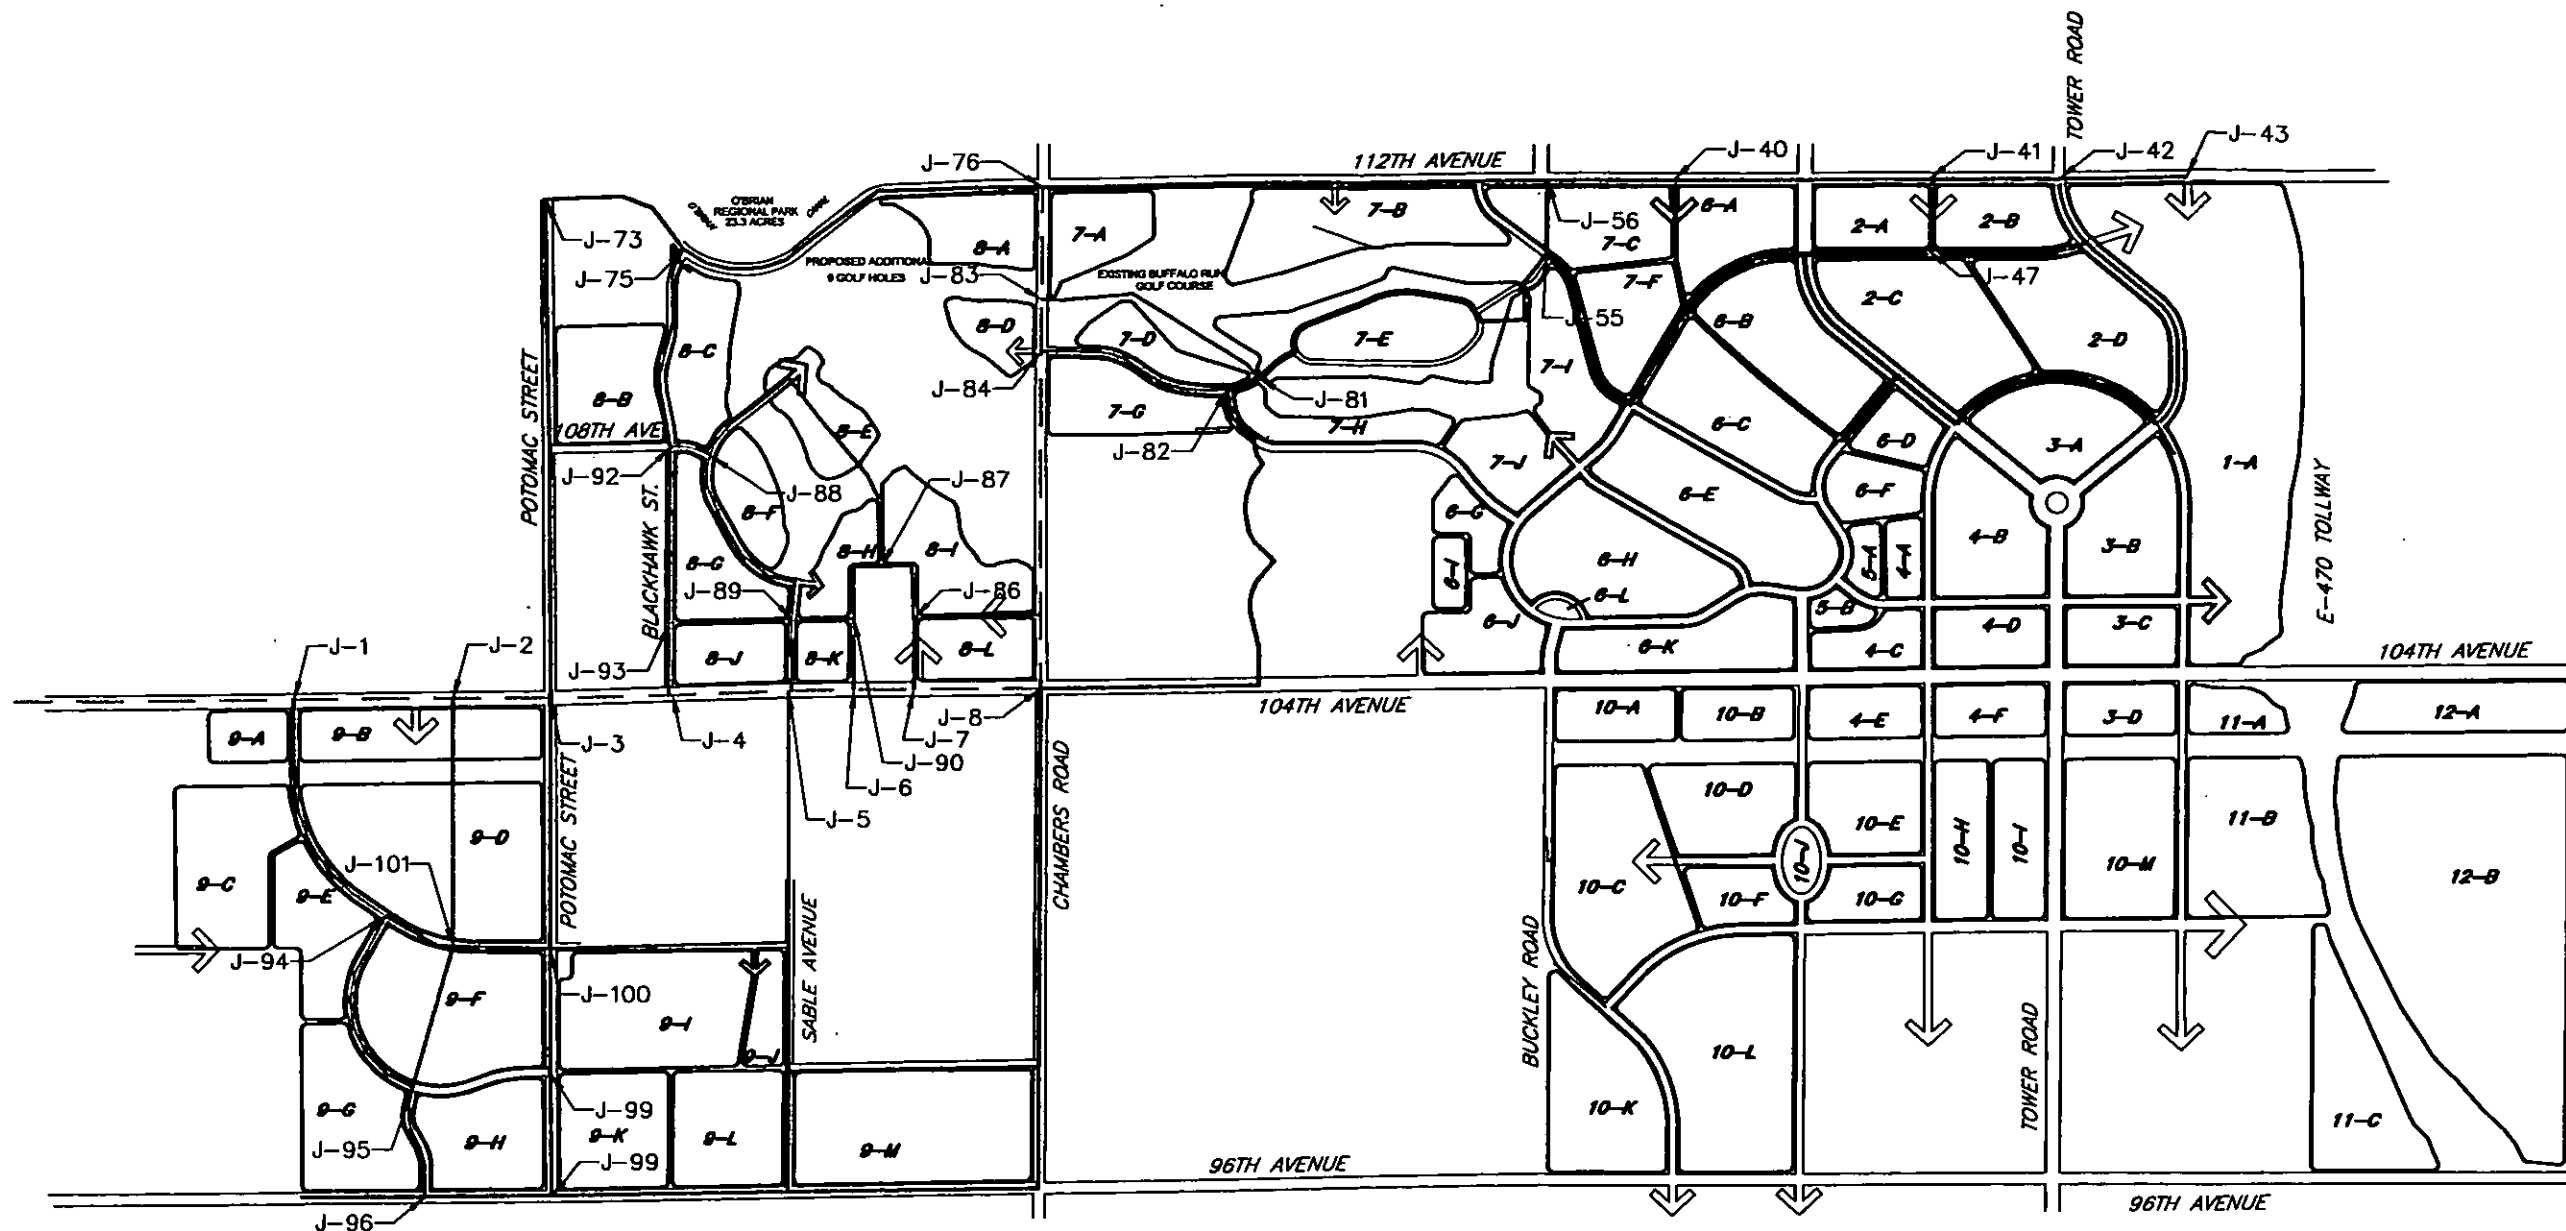 TOWER ROAD
J-43
J-76
112TH AVENUE
J-40
J-41
J-42
O'BRIAN
CANAL
O'BRIAN
REGIONAL PARK
23.3 ACRES
J-73
J-75
8-A
7-A
7-B
J-56
7-C
6-A
2-A
2-B
PROPOSED ADDITIONAL
9 GOLF HOLES
J-83
EXISTING BUFFALO RUN
GOLF COURSE
7-F
J-47
2-C
8-D
7-D
7-E
J-55
6-B
2-D
8-C
J-84
7-I
POTOMAC STREET
8-B
J-81
7-G
108TH AVE
8-E
7-H
J-82
6-C
6-D
3-A
J-92
J-88
J-87
7-J
1-A
E-470 TOLLWAY
BLACKHAWK ST.
8-F
6-G
6-E
6-F
8-G
8-H
8-I
6-I
6-H
5-A
4-A
4-B
3-B
J-89
J-86
6-L
5-B
6-J
4-D
3-C
J-1
J-2
J-93
8-J
8-K
8-L
6-K
4-C
104TH AVENUE
J-3
J-4
J-8
104TH AVENUE
9-A
9-B
J-7
J-90
J-6
J-5
10-A
10-B
4-E
4-F
3-D
11-A
12-A
POTOMAC STREET
CHAMBERS ROAD
9-D
10-D
10-E
10-H
10-I
11-B
J-101
9-C
9-E
10-C
10-J
10-M
12-B
10-F
10-G
J-94
SABLE AVENUE
BUCKLEY ROAD
9-F
J-100
9-I
9-J
10-L
TOWER ROAD
9-G
J-99
10-K
11-C
J-95
9-H
9-K
9-L
9-M
J-99
96TH AVENUE
J-96
96TH AVENUE